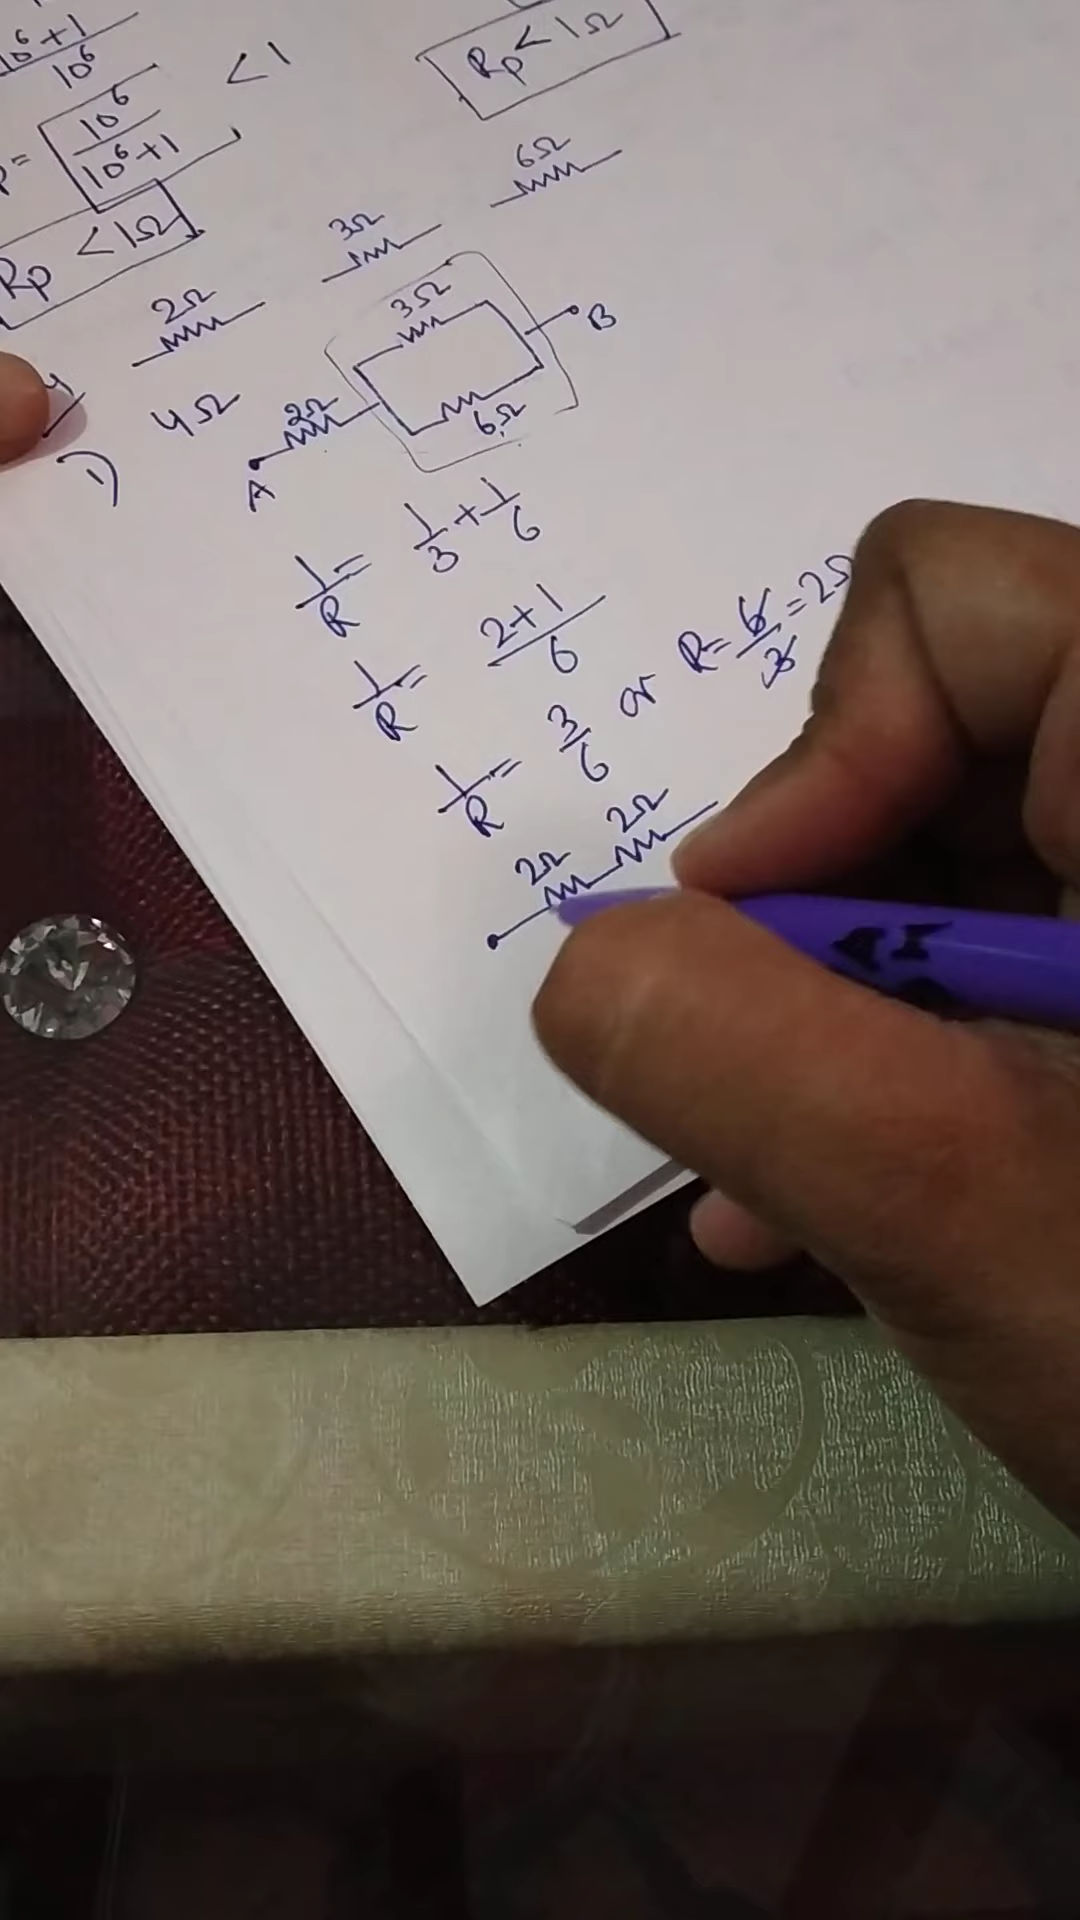 10⁶+1
10⁶
P= 10⁶/10⁶+1 <1
Rp <1Ω
Rp <1Ω
2Ω 3Ω 6Ω
1) 4Ω
3Ω
2Ω
6Ω
A
B
1/R = 1/3 + 1/6
1/R = 2+1/6
1/R = 3/6 or R = 6/3 = 2Ω
2Ω 2Ω